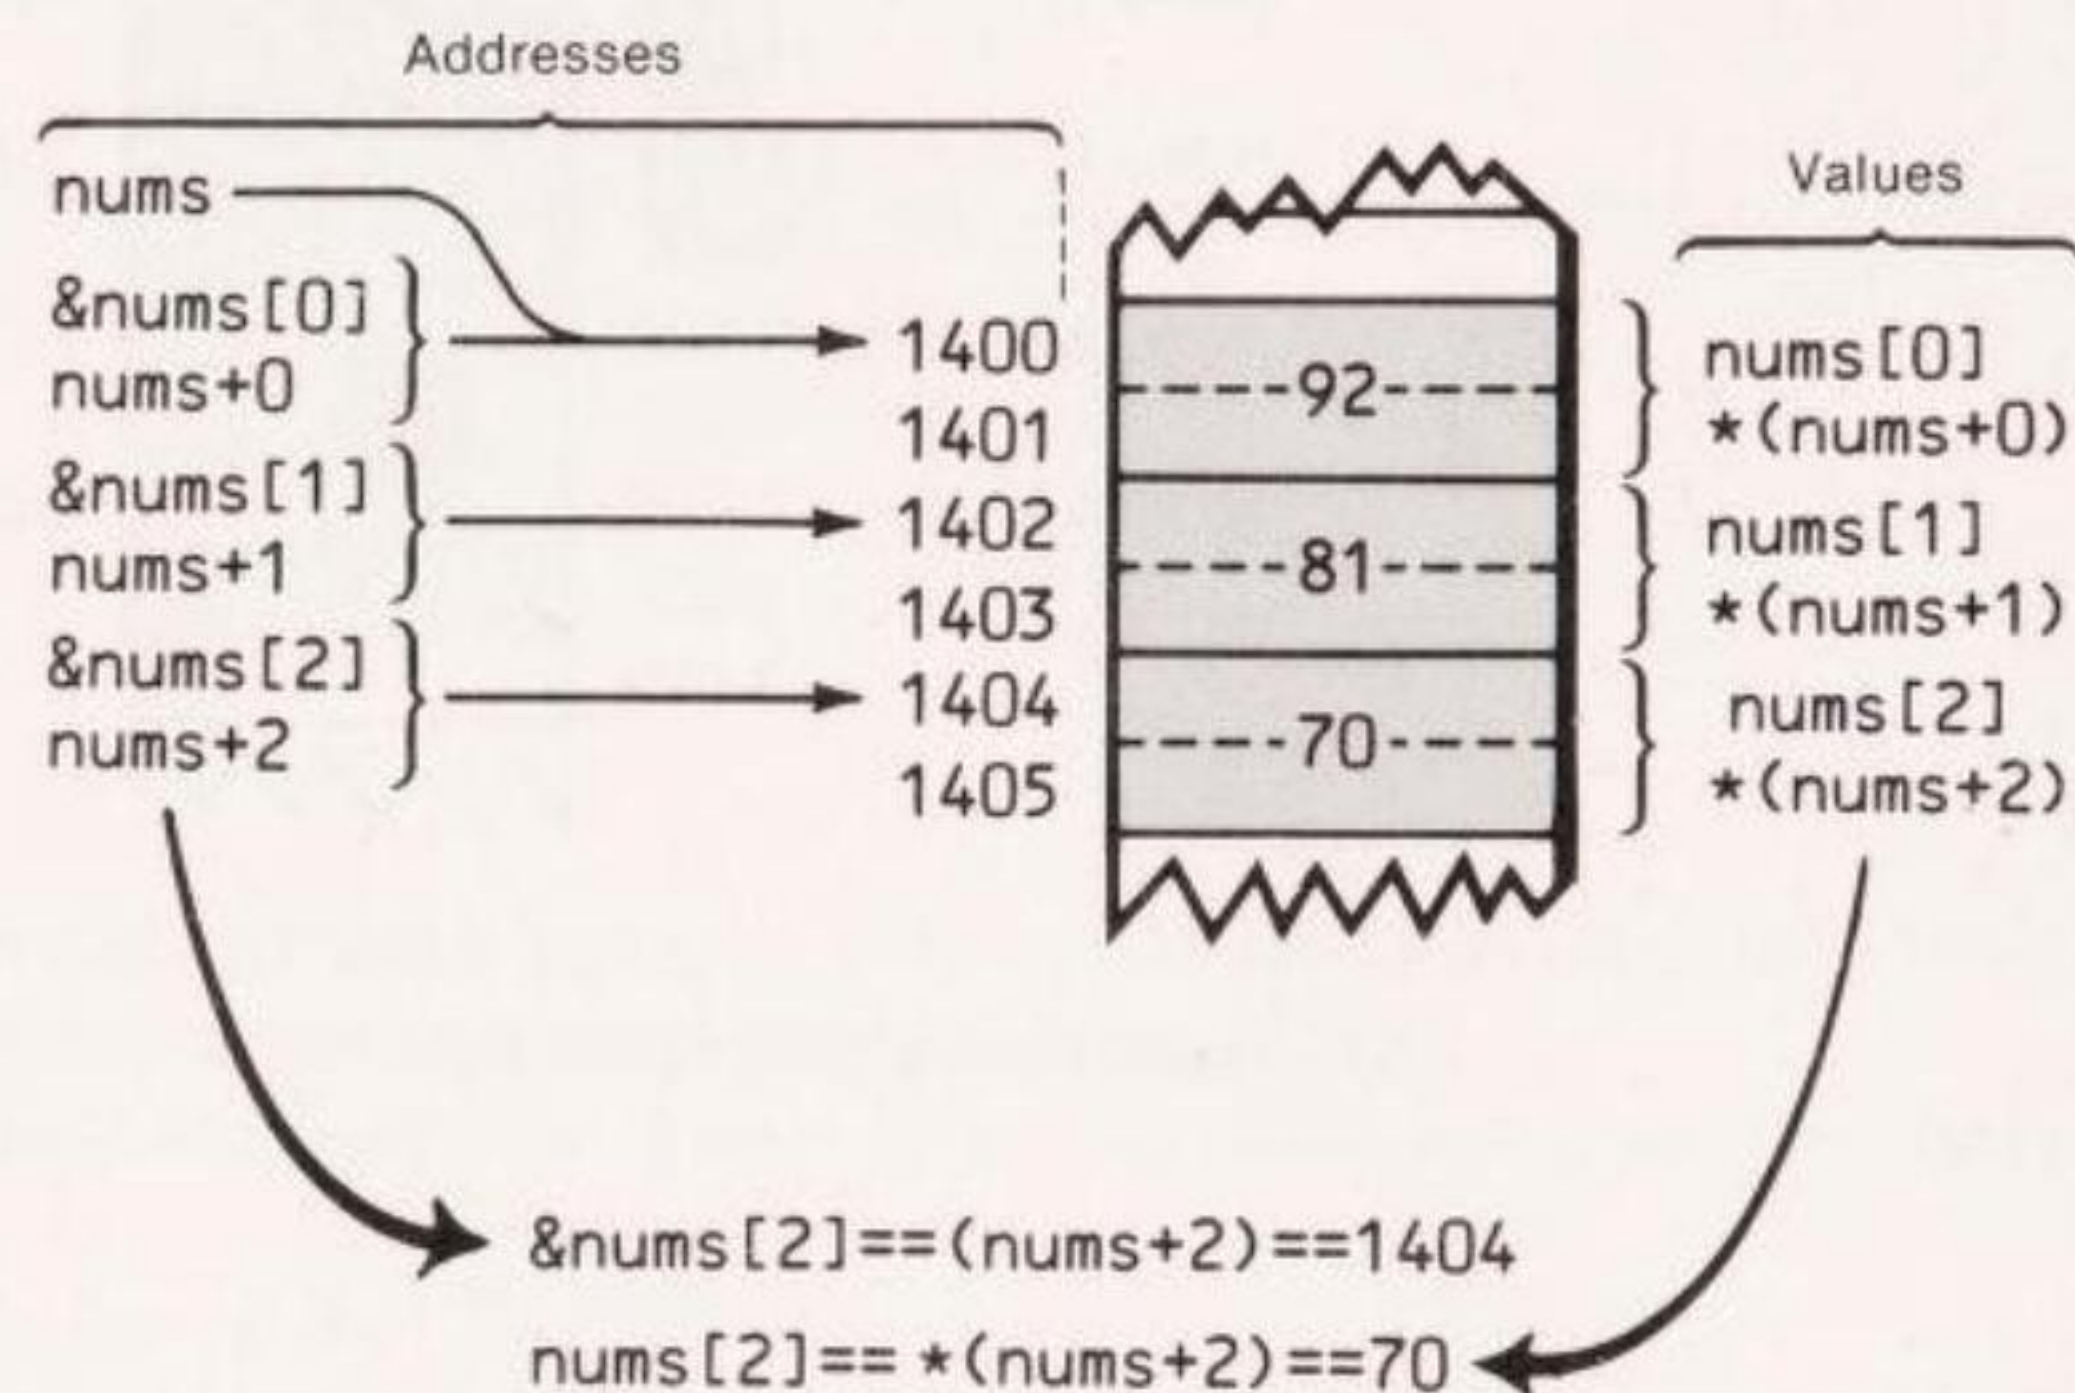 Addresses
nums
&nums[0]
nums+0
&nums[1]
nums+1
&nums[2]
nums+2
1400
1401
1402
1403
1404
1405
92
81
70
Values
nums[0]
*(nums+0)
nums[1]
*(nums+1)
nums[2]
*(nums+2)
&nums[2]==(nums+2)==1404
nums[2]== *(nums+2)==70